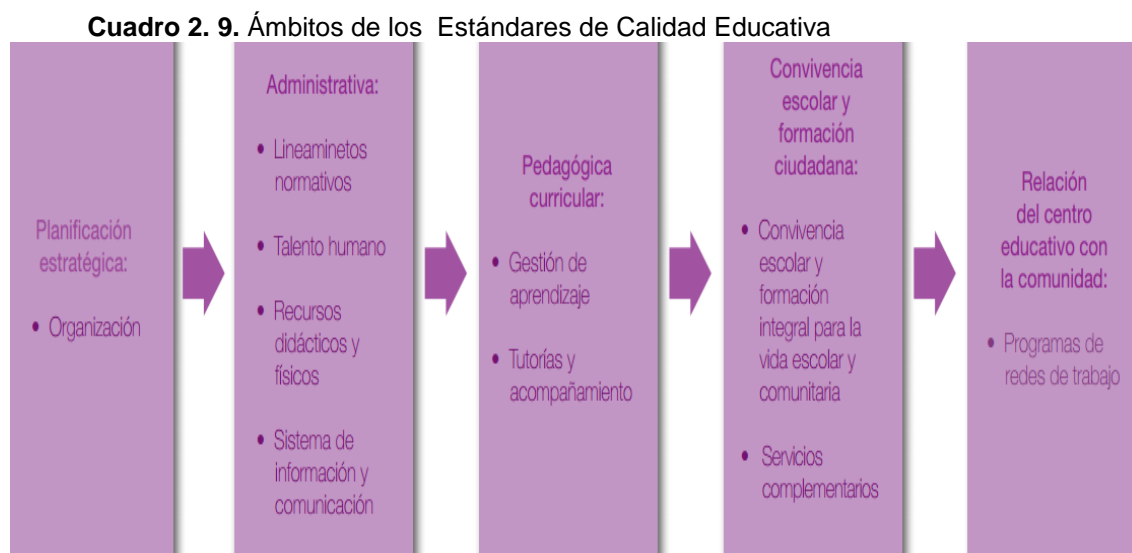 Cuadro 2. 9. Ámbitos de los  Estándares de Calidad Educativa
Planificación
estratégica:
• Organización
Administrativa:
• Lineaminetos
normativos
• Talento humano
• Recursos
didácticos y
físicos
• Sistema de
información y
comunicación
Pedagógica
curricular:
• Gestión de
aprendizaje
• Tutorías y
acompañamiento
Convivencia
escolar y
formación
ciudadana:
• Convivencia
escolar y
formación
integral para la
vida escolar y
comunitaria
• Servicios
complementarios
Relación
del centro
educativo con
la comunidad:
• Programas de
redes de trabajo